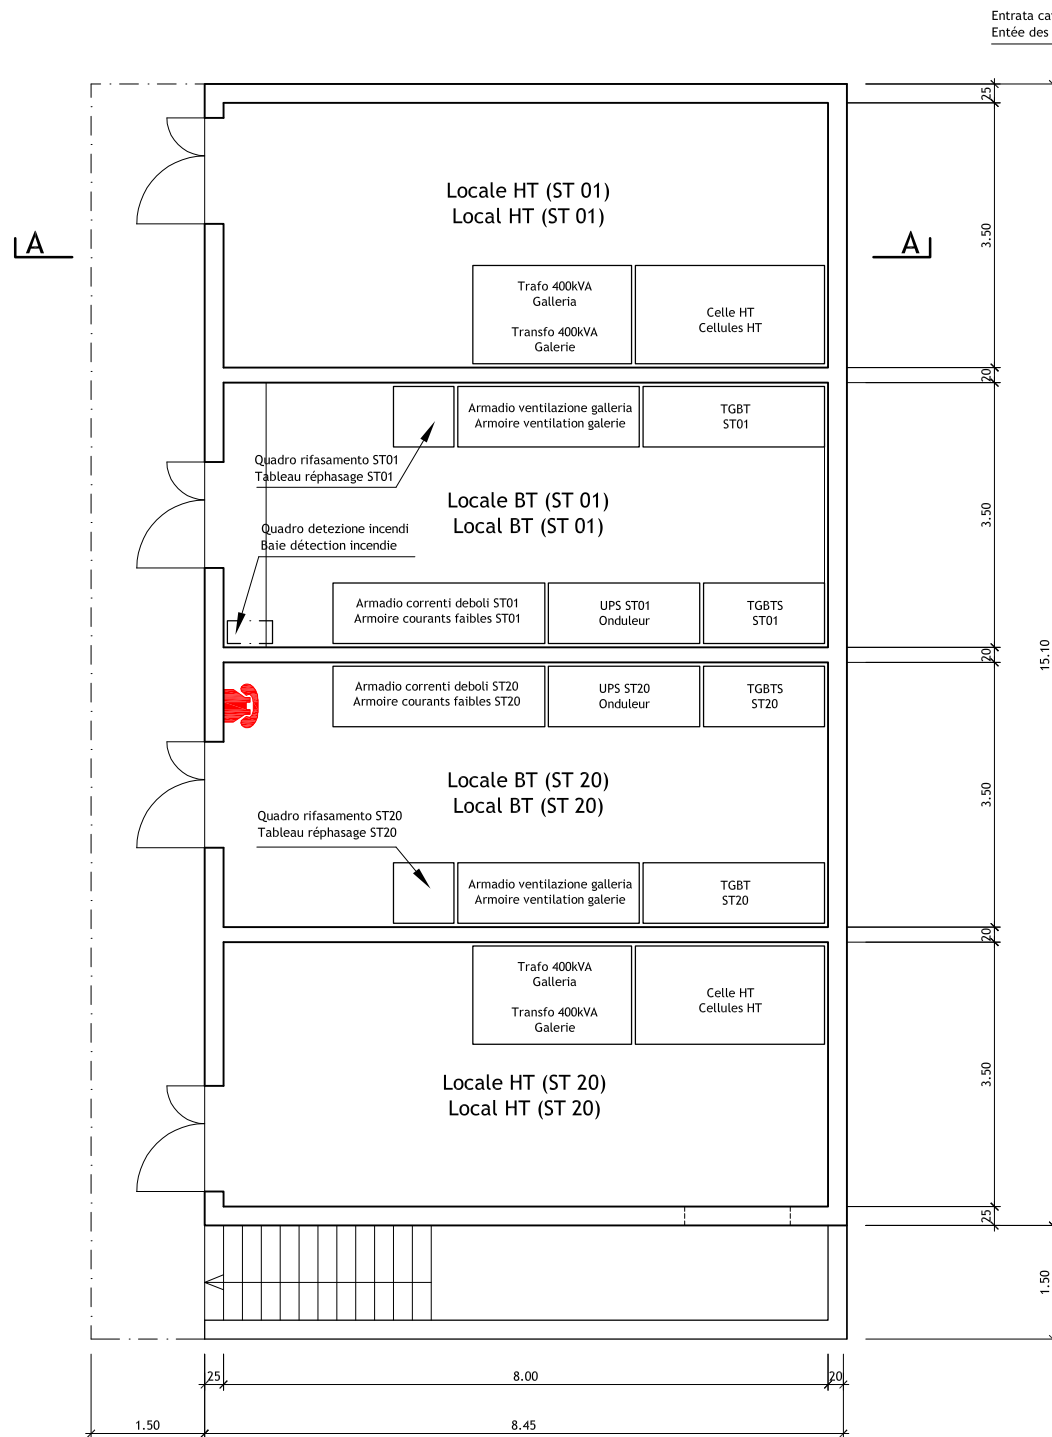 Entrata
Entée des
25
Locale HT (ST 01)
Local HT (ST 01)
A
A
3.50
Trafo 400kVA
Galleria
Transfo 400kVA
Galerie
Celle HT
Cellules HT
20
Armadio ventilazione galleria
Armoire ventilation galerie
TGBT
ST01
Quadro rifasamento ST01
Tableau réphasage ST01
Locale BT (ST 01)
Local BT (ST 01)
3.50
Quadro detezione incendi
Baie détection incendie
Armadio correnti deboli ST01
Armoire courants faibles ST01
UPS ST01
Onduleur
TGBTS
ST01
20
15.10
Armadio correnti deboli ST20
Armoire courants faibles ST20
UPS ST20
Onduleur
TGBTS
ST20
Locale BT (ST 20)
Local BT (ST 20)
3.50
Quadro rifasamento ST20
Tableau réphasage ST20
Armadio ventilazione galleria
Armoire ventilation galerie
TGBT
ST20
20
Trafo 400kVA
Galleria
Transfo 400kVA
Galerie
Celle HT
Cellules HT
Locale HT (ST 20)
Local HT (ST 20)
3.50
25
1.50
25
8.00
20
1.50
8.45